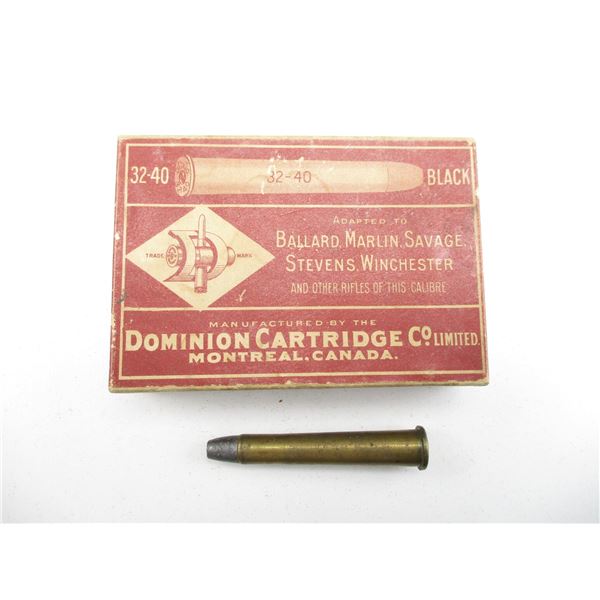 32-40
32-40
BLACK
ADAPTED TO
BALLARD, MARLIN, SAVAGE,
STEVENS, WINCHESTER
AND OTHER RIFLES OF THIS CALIBRE
TRADE MARK
MANUFACTURED BY THE
DOMINION CARTRIDGE CO LIMITED.
MONTREAL, CANADA.